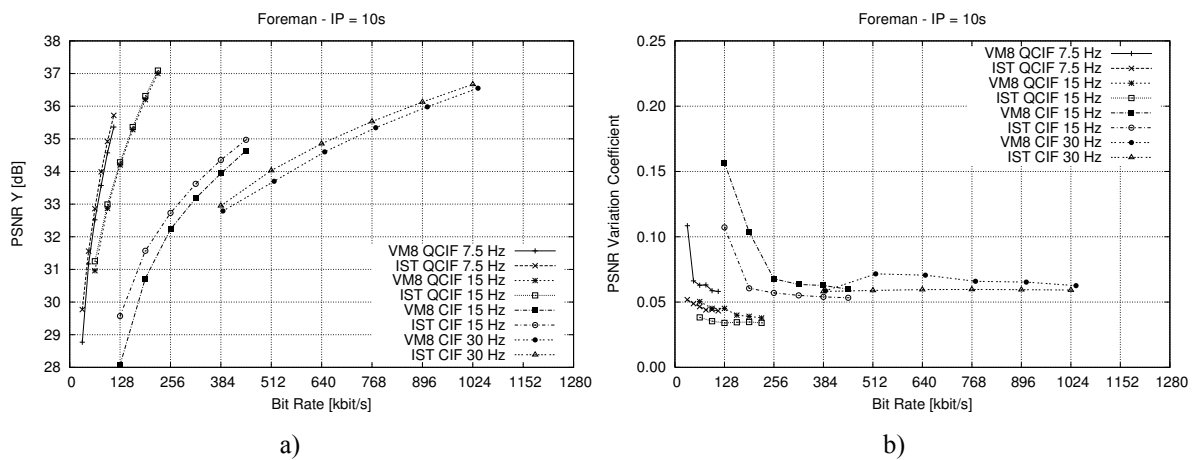 Foreman - IP = 10s
38
37
36
35
34
33
32
31
30
29
28
PSNR Y [dB]
VM8 QCIF 7.5 Hz
IST QCIF 7.5 Hz
VM8 QCIF 15 Hz
IST QCIF 15 Hz
VM8 CIF 15 Hz
IST CIF 15 Hz
VM8 CIF 30 Hz
IST CIF 30 Hz
0 128 256 384 512 640 768 896 1024 1152 1280
Bit Rate [kbit/s]
a)
Foreman - IP = 10s
0.25
0.20
0.15
0.10
0.05
0.00
PSNR Variation Coefficient
VM8 QCIF 7.5 Hz
IST QCIF 7.5 Hz
VM8 QCIF 15 Hz
IST QCIF 15 Hz
VM8 CIF 15 Hz
IST CIF 15 Hz
VM8 CIF 30 Hz
IST CIF 30 Hz
0 128 256 384 512 640 768 896 1024 1152 1280
Bit Rate [kbit/s]
b)